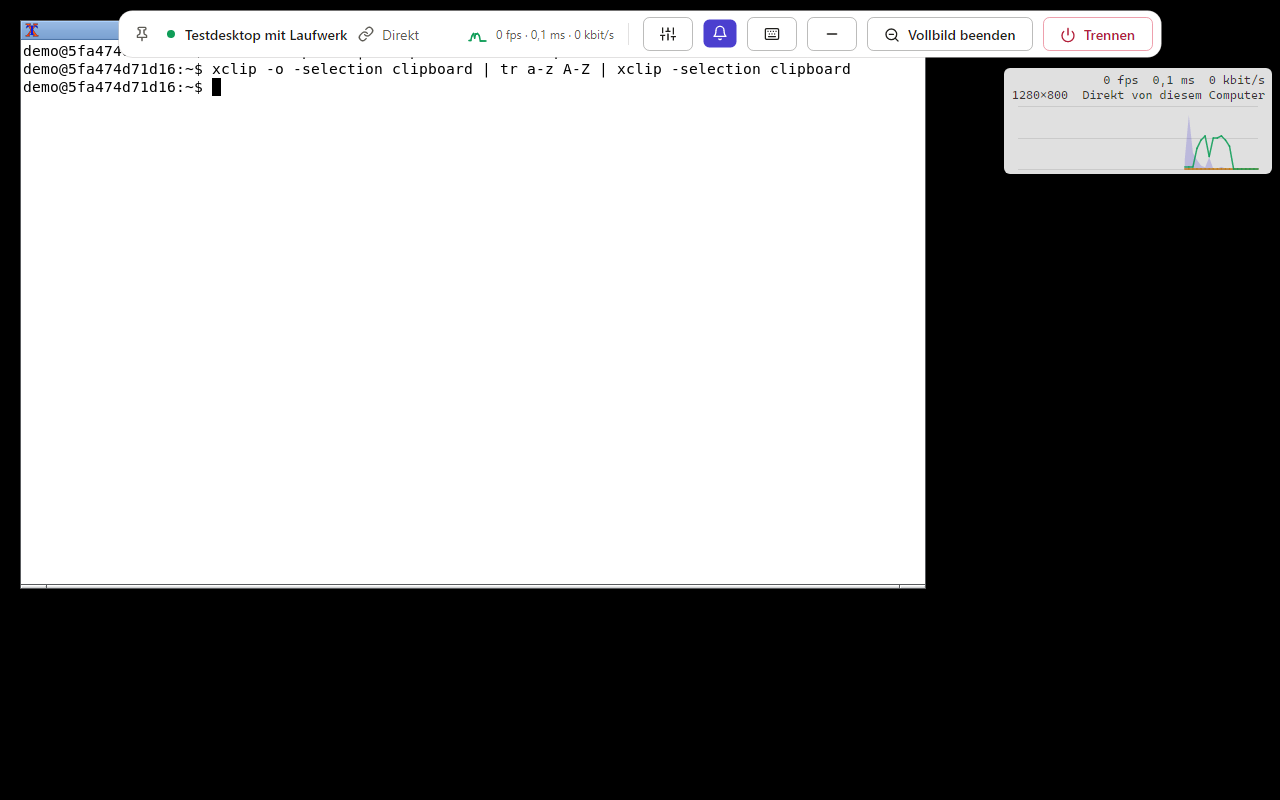 Testdesktop mit Laufwerk Direkt 0 fps · 0,1 ms · 0 kbit/s Vollbild beenden Trennen
demo@5fa474
demo@5fa474d71d16:~$ xclip -o -selection clipboard | tr a-z A-Z | xclip -selection clipboard
demo@5fa474d71d16:~$
0 fps 0,1 ms 0 kbit/s
1280×800 Direkt von diesem Computer